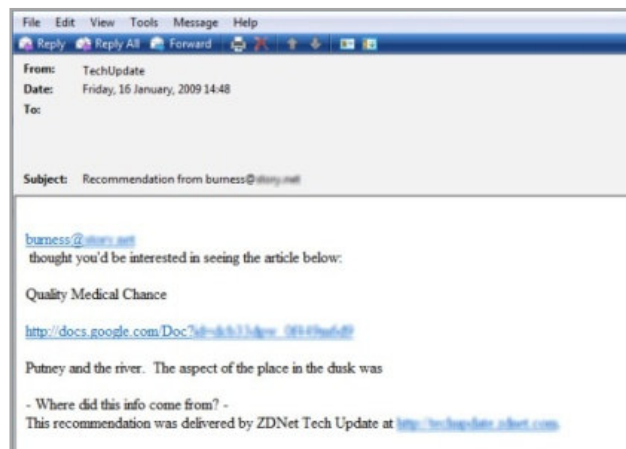 File Edit View Tools Message Help
Reply Reply All Forward
From: TechUpdate
Date: Friday, 16 January, 2009 14:48
To:
Subject: Recommendation from burness@
burness@
thought you'd be interested in seeing the article below:
Quality Medical Chance
http://docs.google.com/Doc?
Putney and the river. The aspect of the place in the dusk was
- Where did this info come from? -
This recommendation was delivered by ZDNet Tech Update at